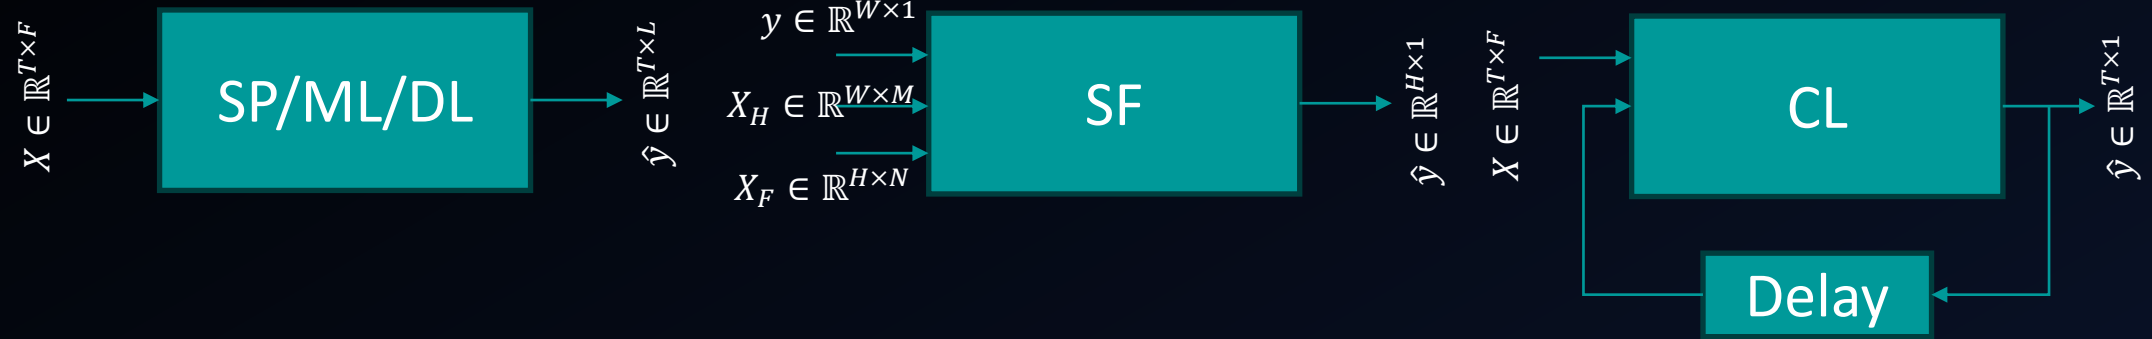 X ∈ ℝ^{T×F}
SP/ML/DL
ŷ ∈ ℝ^{T×L}
y ∈ ℝ^{W×1}
X_H ∈ ℝ^{W×M}
X_F ∈ ℝ^{H×N}
SF
ŷ ∈ ℝ^{H×1}
X ∈ ℝ^{T×F}
CL
ŷ ∈ ℝ^{T×1}
Delay